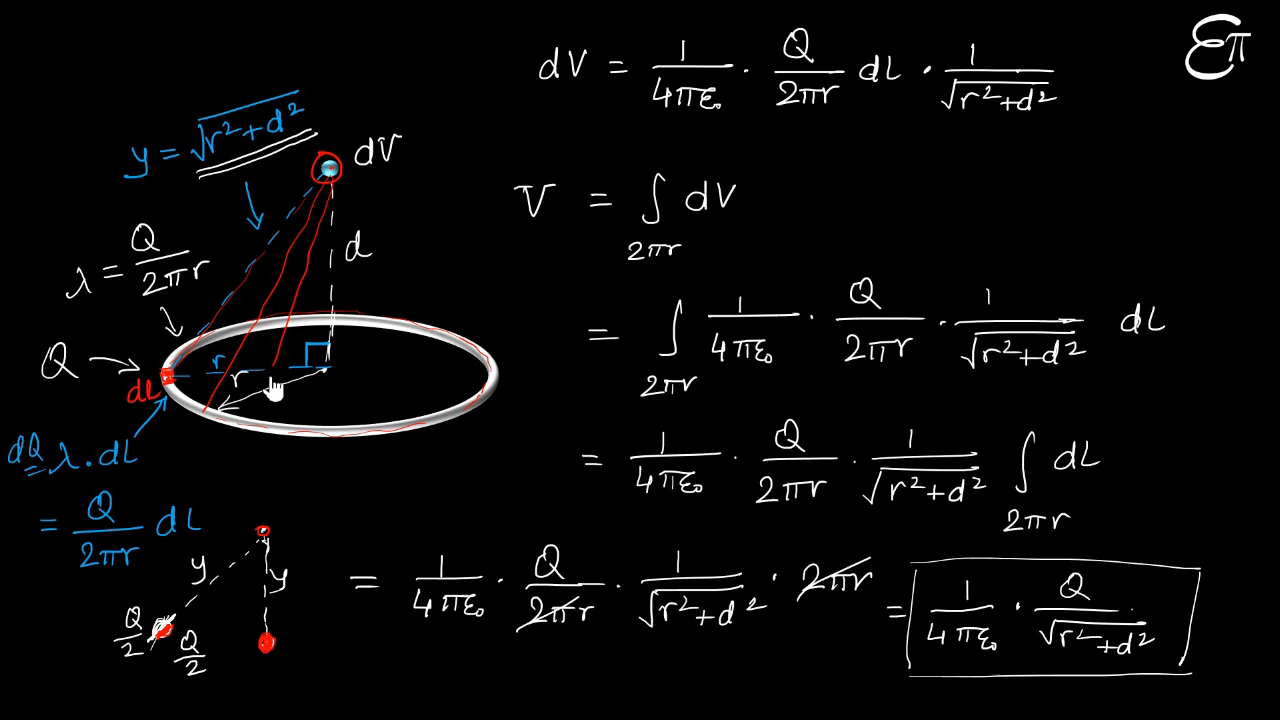 dV = 1/4πε₀ · Q/2πr dL · 1/√(r²+d²)
επ
y = √(r²+d²)
dV
V = ∫2πr dV
d
λ = Q/2πr
= ∫2πr 1/4πε₀ · Q/2πr · 1/√(r²+d²) dL
Q
r
r
dL
dQ = λ·dL
= 1/4πε₀ · Q/2πr · 1/√(r²+d²) ∫2πr dL
= Q/2πr dL
y
y
Q/2
Q/2
= 1/4πε₀ · Q/2πr · 1/√(r²+d²) · 2πr = 1/4πε₀ · Q/√(r²+d²)